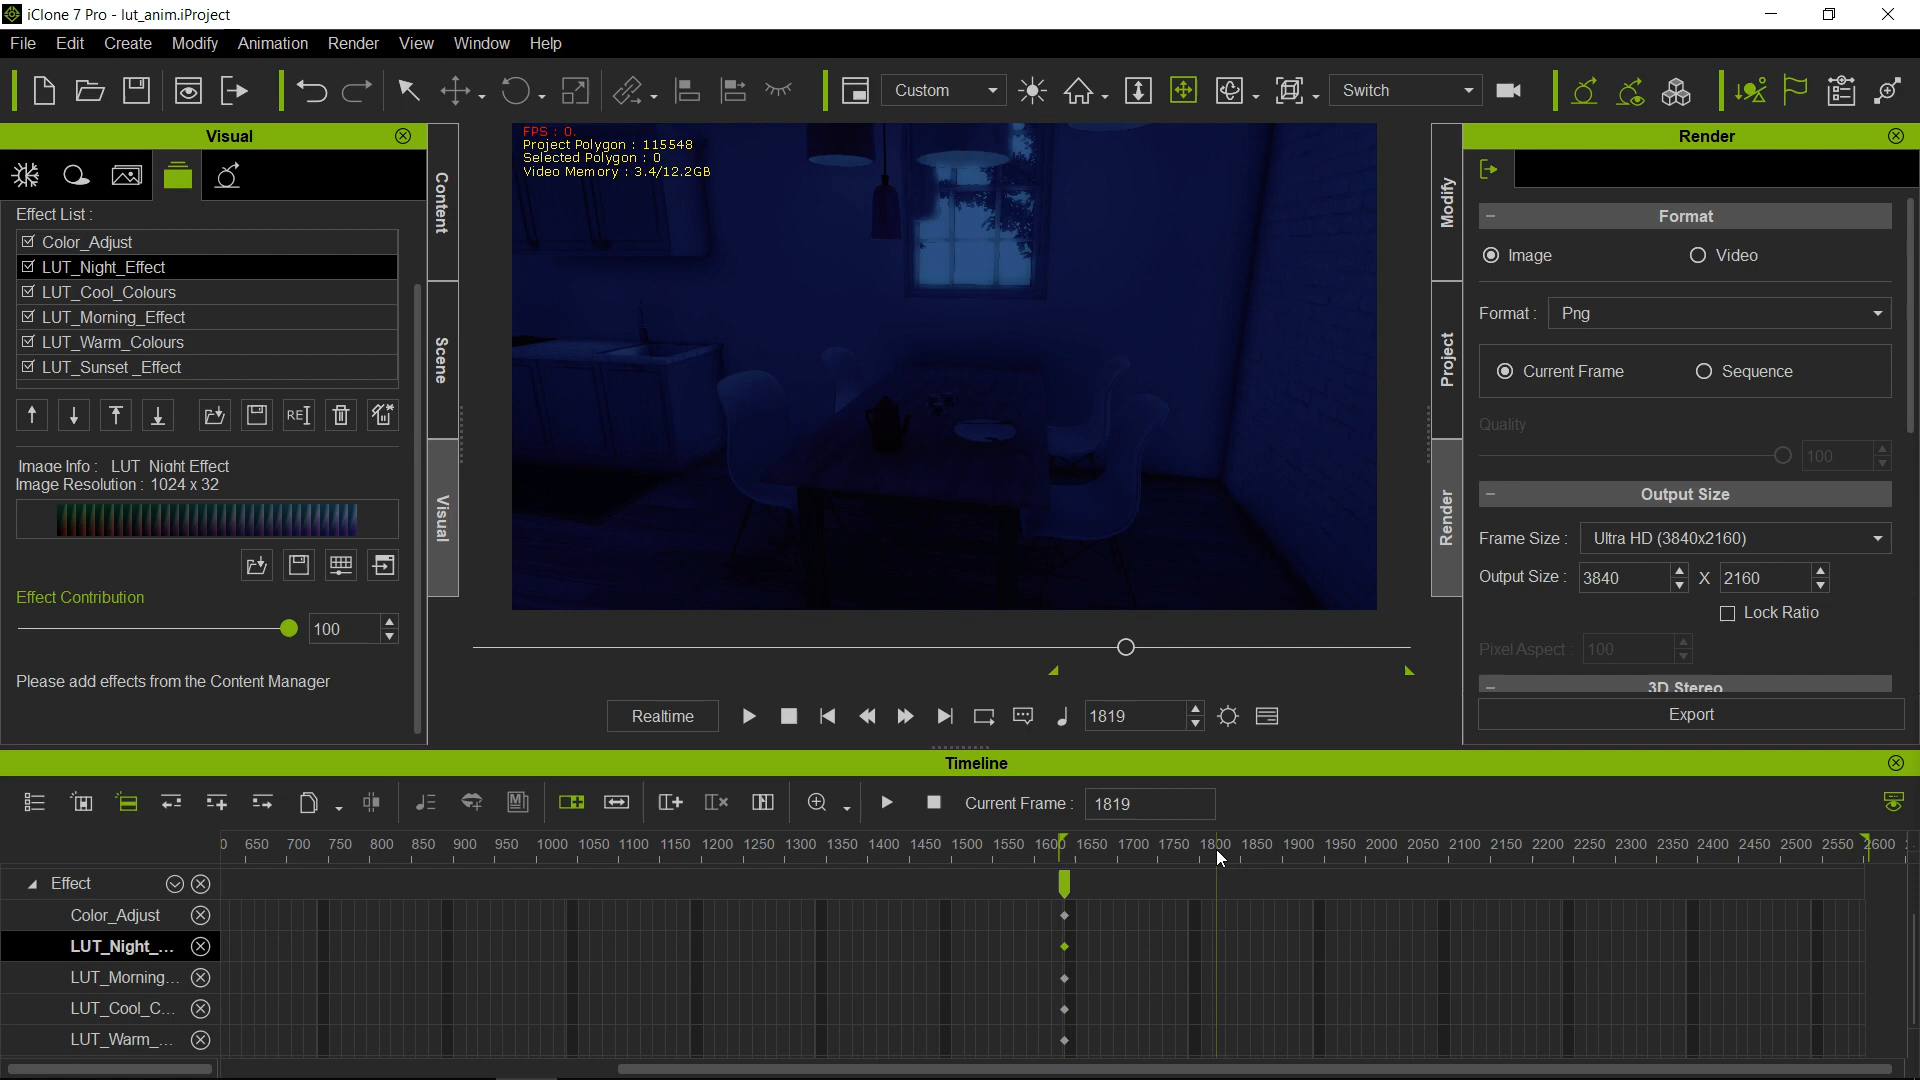 iClone 7 Pro - lut_anim.iProject
File Edit Create Modify Animation Render View Window Help
Custom
Switch
Visual
Effect List :
Color_Adjust
LUT_Night_Effect
LUT_Cool_Colours
LUT_Morning_Effect
LUT_Warm_Colours
LUT_Sunset _Effect
RE
Image Info : LUT Night Effect
Image Resolution : 1024 x 32
Effect Contribution
100
Please add effects from the Content Manager
Content
Scene
Visual
FPS : 0.
Project Polygon : 115548
Selected Polygon : 0
Video Memory : 3.4/12.2GB
Realtime
1819
Modify
Project
Render
Render
Format
Image Video
Format : Png
Current Frame Sequence
Quality
100
Output Size
Frame Size : Ultra HD (3840x2160)
Output Size : 3840 X 2160
Lock Ratio
Pixel Aspect : 100
3D Stereo
Export
Timeline
M
Current Frame : 1819
0 650 700 750 800 850 900 950 1000 1050 1100 1150 1200 1250 1300 1350 1400 1450 1500 1550 1600 1650 1700 1750 1800 1850 1900 1950 2000 2050 2100 2150 2200 2250 2300 2350 2400 2450 2500 2550 2600
Effect
Color_Adjust
LUT_Night_...
LUT_Morning...
LUT_Cool_C...
LUT_Warm_...